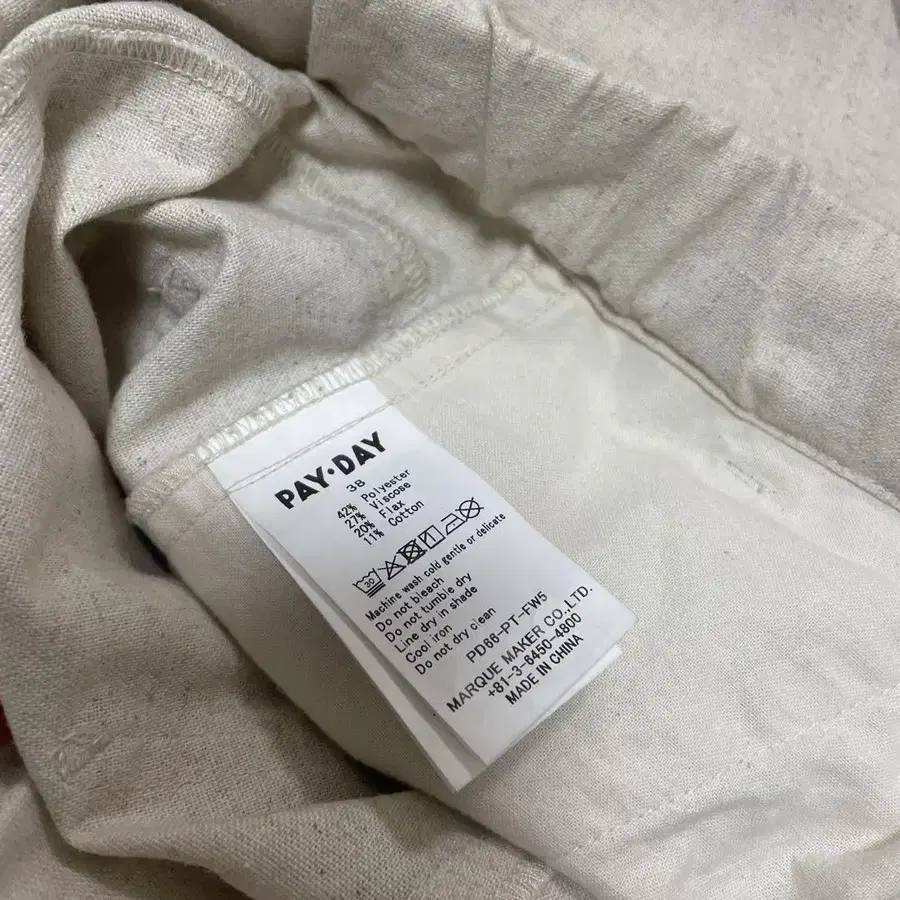 PAY·DAY
38
42% Polyester
27% Viscose
20% Flax
11% Cotton
30
Machine wash cold gentle or delicate
Do not bleach
Do not tumble dry
Line dry in shade
Cool iron
Do not dry clean
PD66-PT-FW5
MARQUE MAKER CO.,LTD.
+81-3-6450-4800
MADE IN CHINA